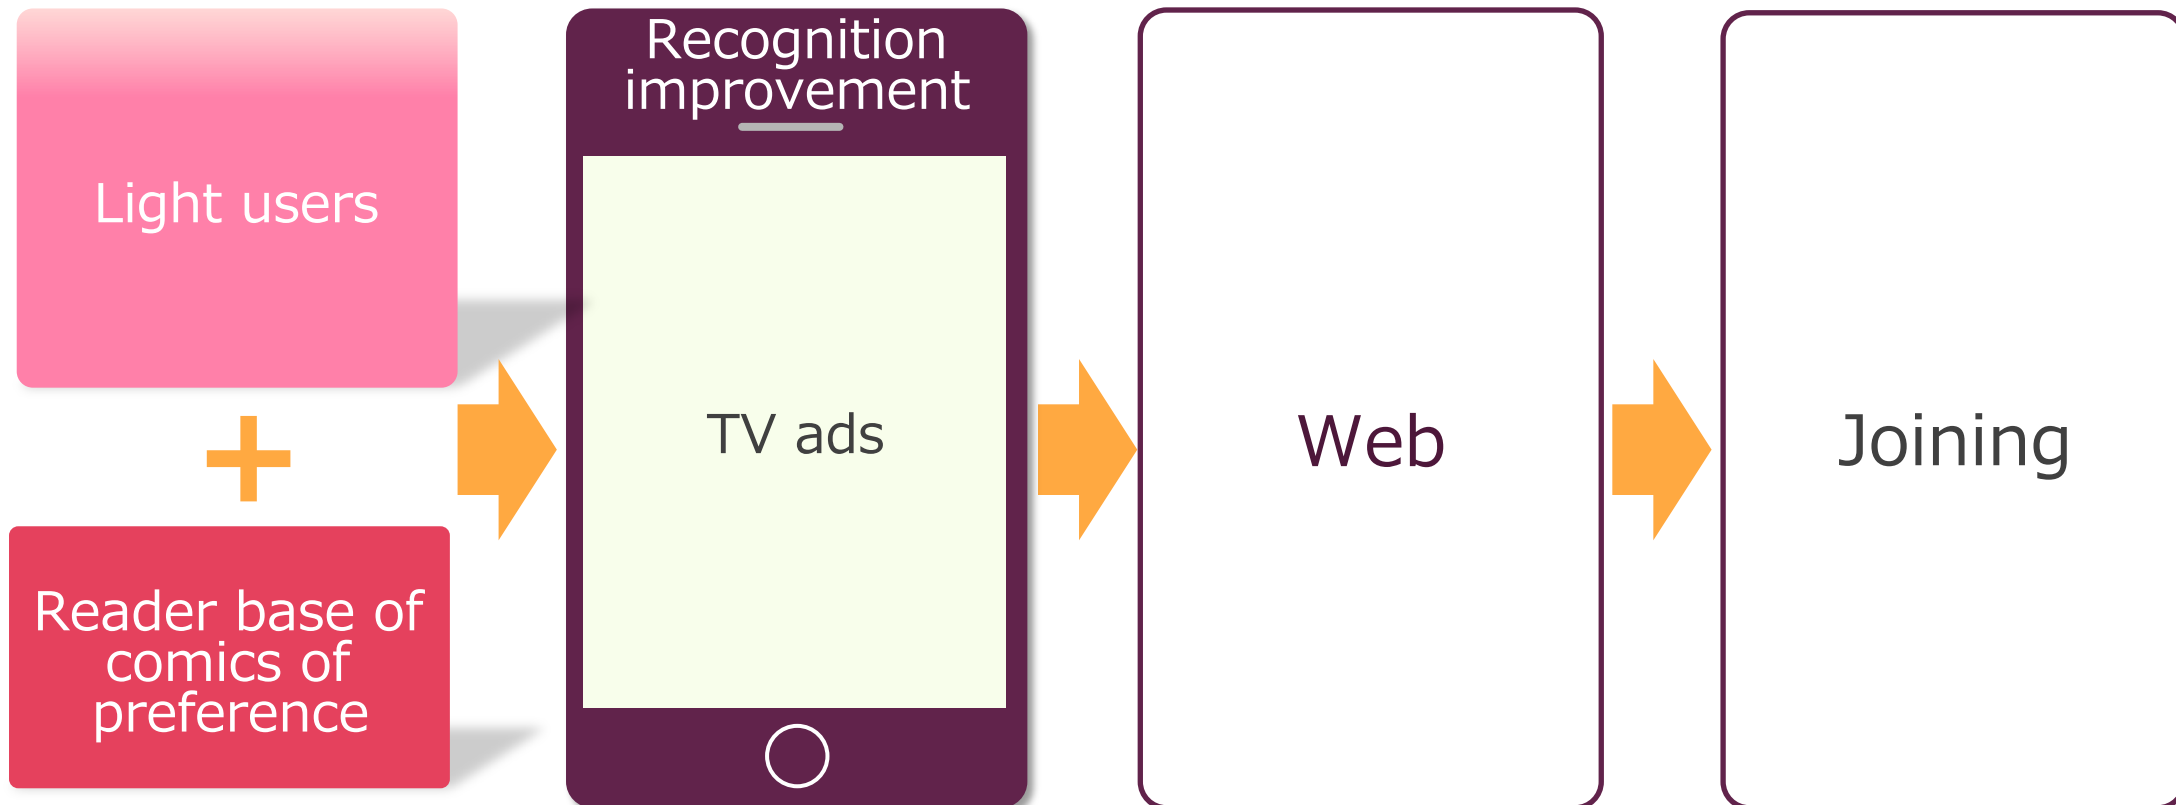 Light users
+
Reader base of
comics of
preference
Recognition
improvement
TV ads
Web
Joining